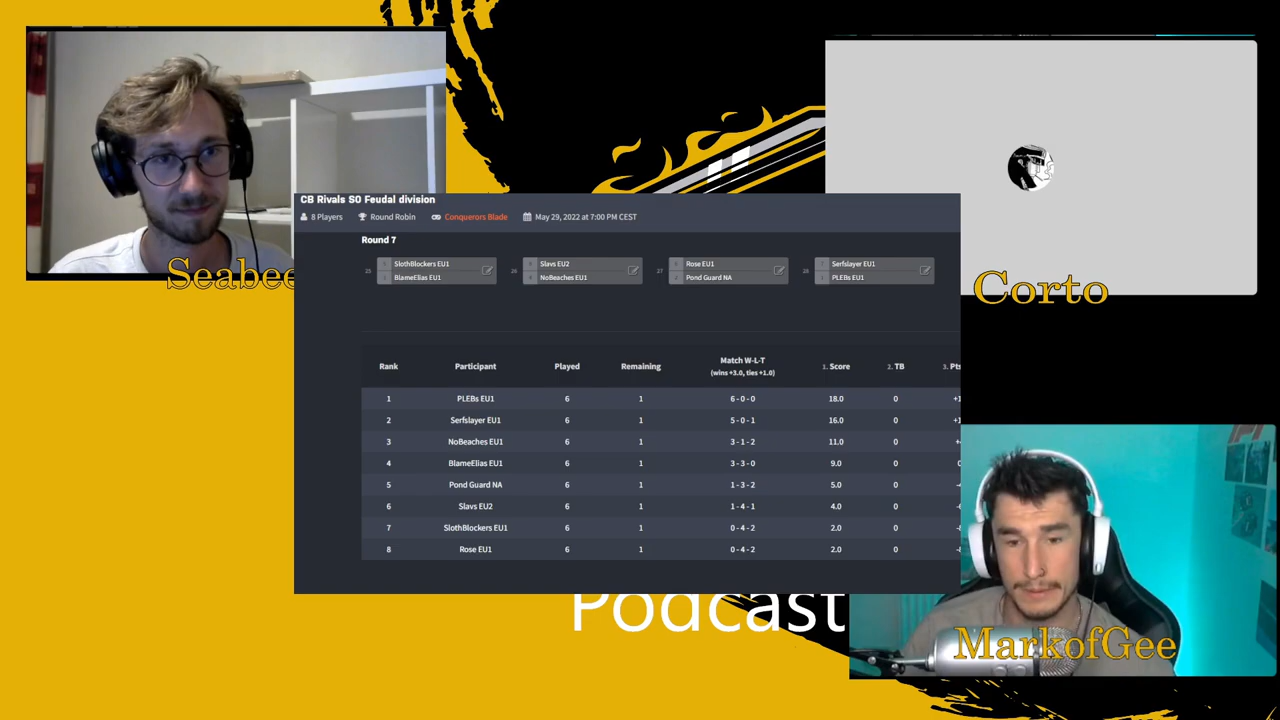 Seabee
Corto
CB Rivals S0 Feudal division
8 Players Round Robin Conquerors Blade May 29, 2022 at 7:00 PM CEST
Round 7
25 SlothBlockers EU1 BlameElias EU1
26 Slavs EU2 NoBeaches EU1
27 Rose EU1 Pond Guard NA
28 Serfslayer EU1 PLEBs EU1
Rank Participant Played Remaining Match W-L-T (wins +3.0, ties +1.0) 1. Score 2. TB 3. Pts
1 PLEBs EU1 6 1 6 - 0 - 0 18.0 0
2 Serfslayer EU1 6 1 5 - 0 - 1 16.0 0
3 NoBeaches EU1 6 1 3 - 1 - 2 11.0 0
4 BlameElias EU1 6 1 3 - 3 - 0 9.0 0
5 Pond Guard NA 6 1 1 - 3 - 2 5.0 0
6 Slavs EU2 6 1 1 - 4 - 1 4.0 0
7 SlothBlockers EU1 6 1 0 - 4 - 2 2.0 0
8 Rose EU1 6 1 0 - 4 - 2 2.0 0
Podcast
MarkofGee